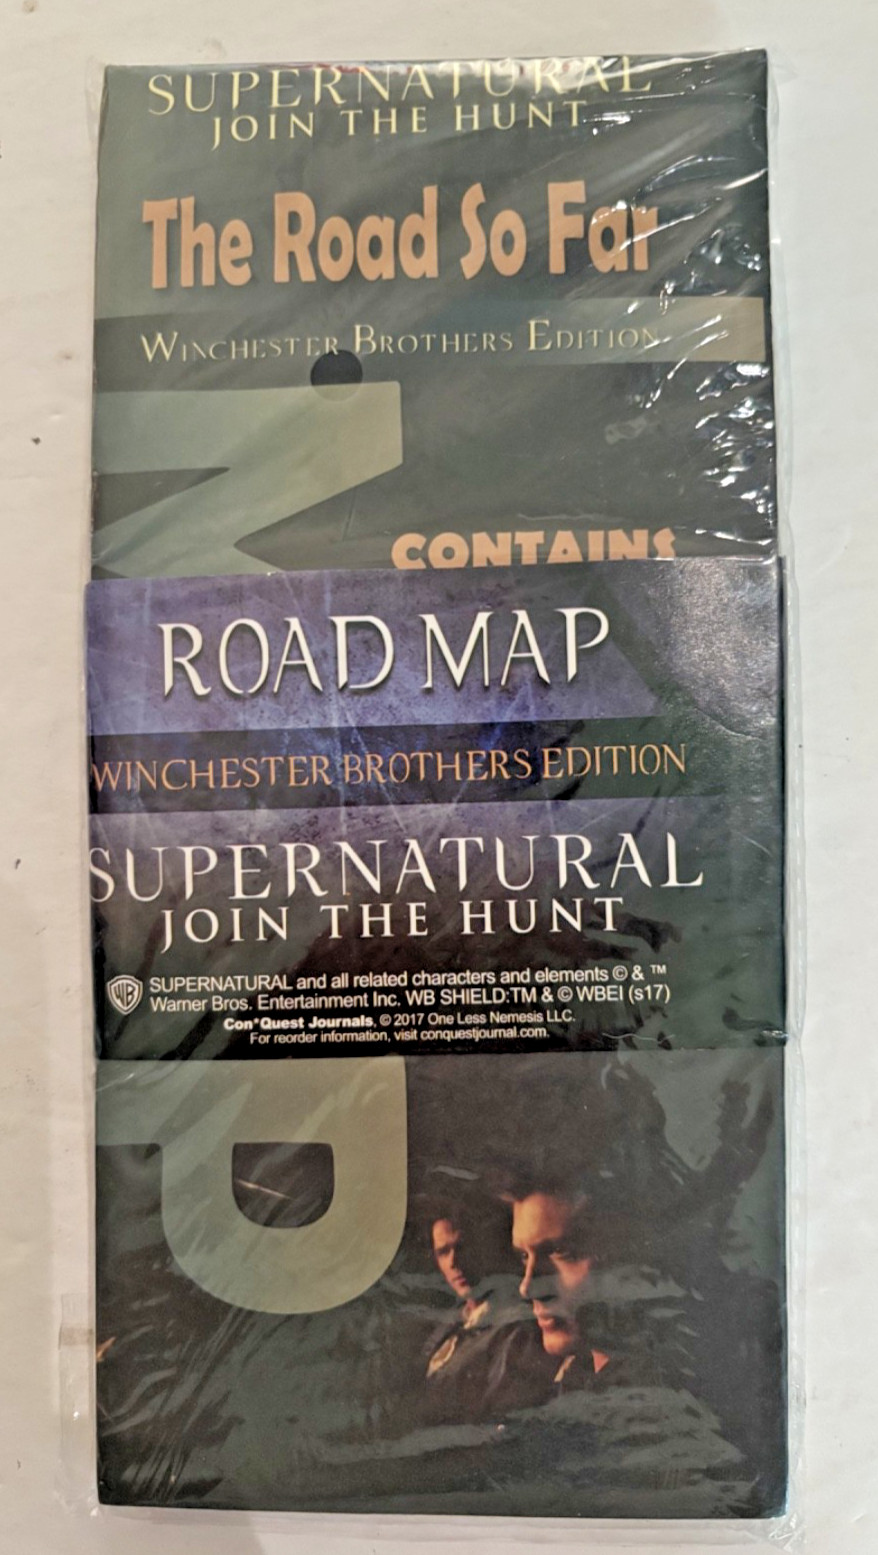 SUPERNATURAL
JOIN THE HUNT
The Road So Far
WINCHESTER BROTHERS EDITION
CONTAINS
ROAD MAP
WINCHESTER BROTHERS EDITION
SUPERNATURAL
JOIN THE HUNT
WB
SUPERNATURAL and all related characters and elements © & ™
Warner Bros. Entertainment Inc. WB SHIELD:TM & © WBEI (s17)
Con*Quest Journals, © 2017 One Less Nemesis LLC.
For reorder information, visit conquestjournal.com.
P